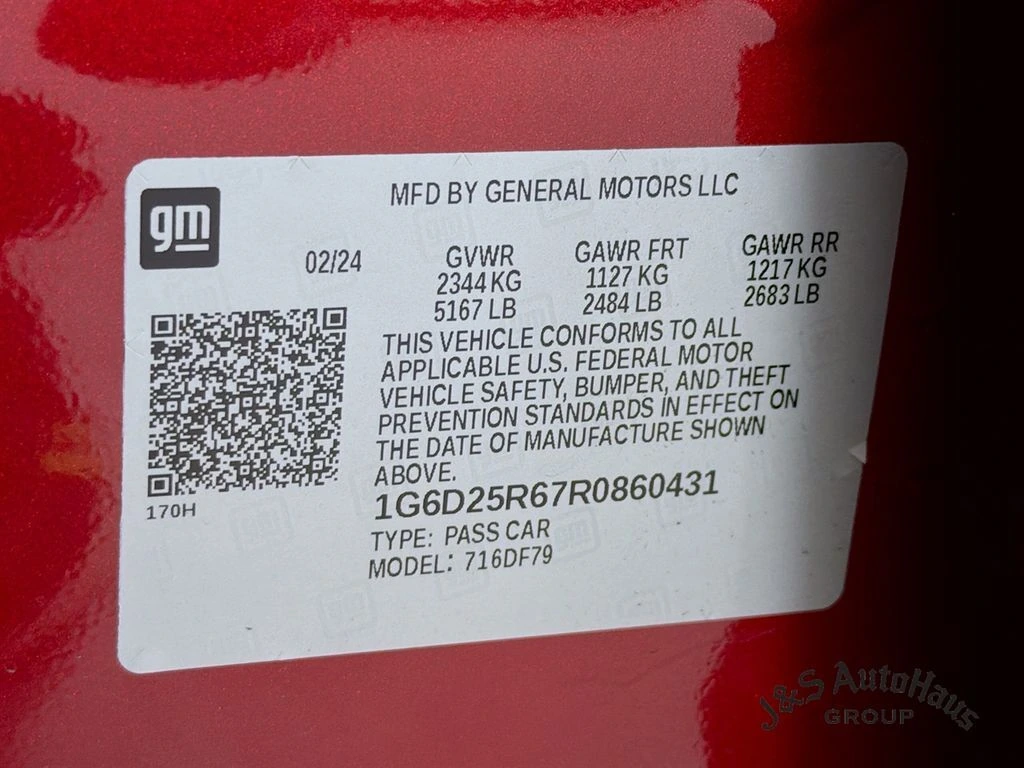 gm
MFD BY GENERAL MOTORS LLC
02/24 GVWR GAWR FRT GAWR RR
2344 KG 1127 KG 1217 KG
5167 LB 2484 LB 2683 LB
THIS VEHICLE CONFORMS TO ALL
APPLICABLE U.S. FEDERAL MOTOR
VEHICLE SAFETY, BUMPER, AND THEFT
PREVENTION STANDARDS IN EFFECT ON
THE DATE OF MANUFACTURE SHOWN
ABOVE.
170H
1G6D25R67R0860431
TYPE: PASS CAR
MODEL: 716DF79
J&S AutoHaus
GROUP